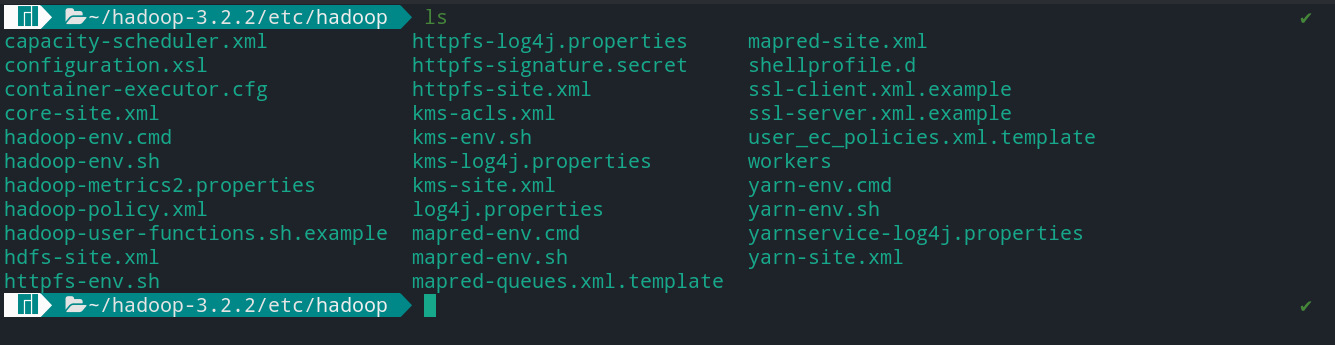 ~/hadoop-3.2.2/etc/hadoop ls ✔
capacity-scheduler.xml httpfs-log4j.properties mapred-site.xml
configuration.xsl httpfs-signature.secret shellprofile.d
container-executor.cfg httpfs-site.xml ssl-client.xml.example
core-site.xml kms-acls.xml ssl-server.xml.example
hadoop-env.cmd kms-env.sh user_ec_policies.xml.template
hadoop-env.sh kms-log4j.properties workers
hadoop-metrics2.properties kms-site.xml yarn-env.cmd
hadoop-policy.xml log4j.properties yarn-env.sh
hadoop-user-functions.sh.example mapred-env.cmd yarnservice-log4j.properties
hdfs-site.xml mapred-env.sh yarn-site.xml
httpfs-env.sh mapred-queues.xml.template
~/hadoop-3.2.2/etc/hadoop ✔